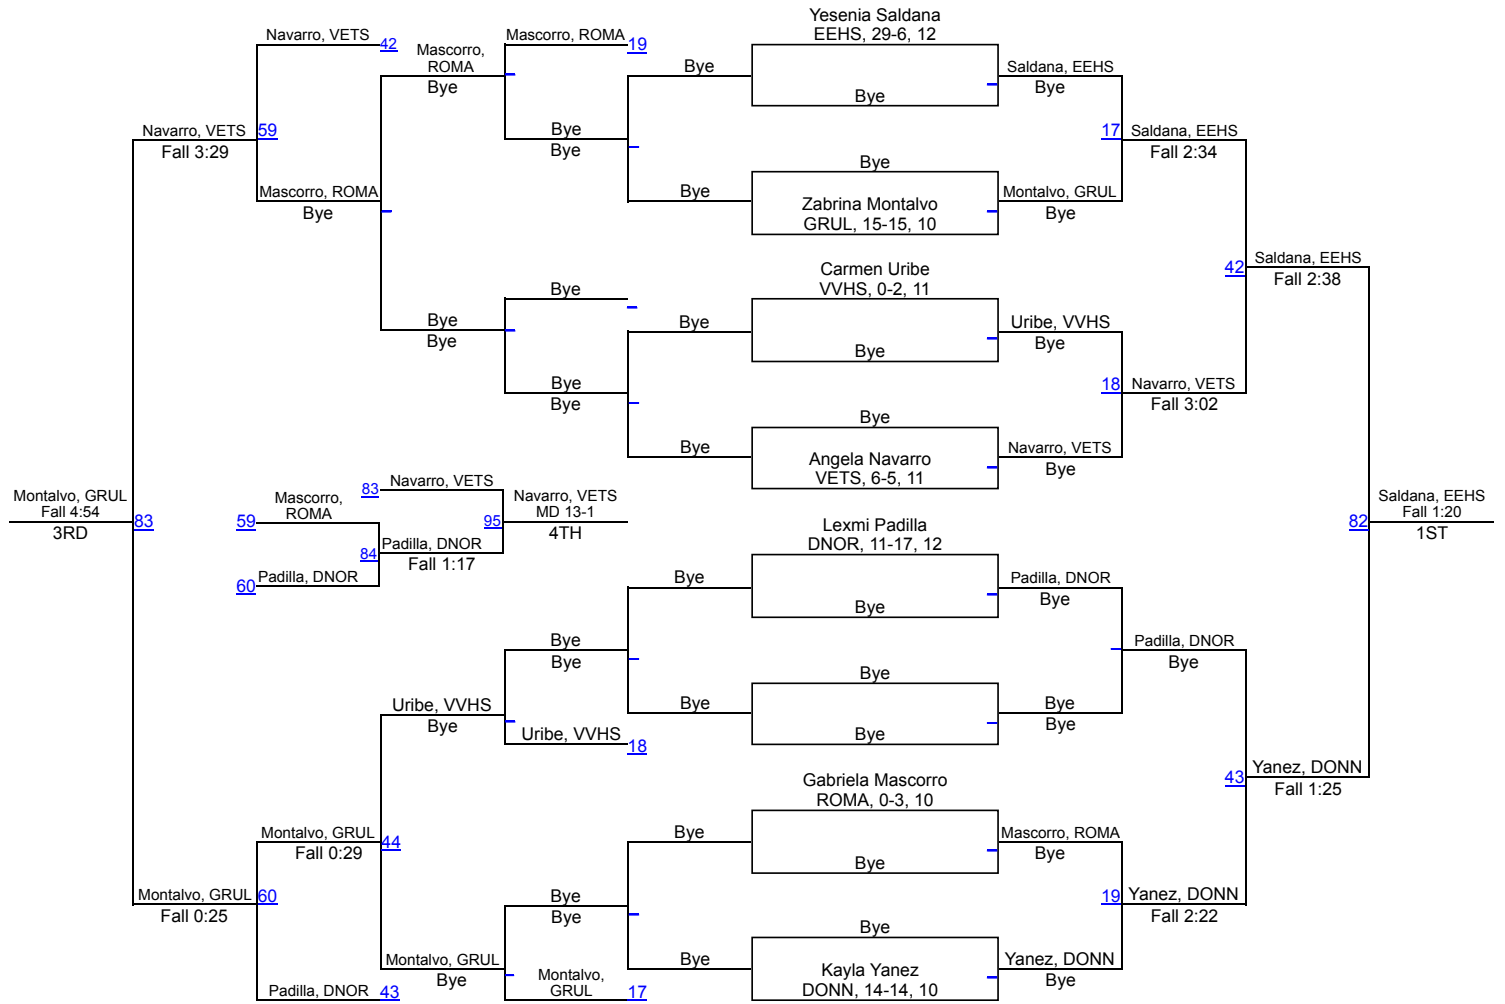 Yesenia Saldana
EEHS, 29-6, 12
Navarro, VETS
42
Mascorro, ROMA
19
Mascorro,
ROMA
Bye
Bye
Saldana, EEHS
Bye
Bye
Navarro, VETS
59
Fall 3:29
Bye
Bye
17
Saldana, EEHS
Fall 2:34
Bye
Mascorro, ROMA
Bye
Bye
Zabrina Montalvo
GRUL, 15-15, 10
Montalvo, GRUL
Bye
Carmen Uribe
VVHS, 0-2, 11
42
Saldana, EEHS
Fall 2:38
Bye
Bye
Bye
Bye
Uribe, VVHS
Bye
Bye
Bye
Bye
18
Navarro, VETS
Fall 3:02
Bye
Bye
Angela Navarro
VETS, 6-5, 11
Navarro, VETS
Bye
Montalvo, GRUL
Fall 4:54
3RD
83
Mascorro,
ROMA
59
83
Navarro, VETS
Navarro, VETS
MD 13-1
4TH
95
84
Padilla, DNOR
Fall 1:17
60
Padilla, DNOR
Saldana, EEHS
Fall 1:20
1ST
82
Lexmi Padilla
DNOR, 11-17, 12
Bye
Bye
Padilla, DNOR
Bye
Bye
Bye
Padilla, DNOR
Bye
Bye
Uribe, VVHS
Bye
Bye
Bye
Bye
Uribe, VVHS
18
Gabriela Mascorro
ROMA, 0-3, 10
43
Yanez, DONN
Fall 1:25
Montalvo, GRUL
44
Fall 0:29
Bye
Bye
Mascorro, ROMA
Bye
Montalvo, GRUL
60
Fall 0:25
Bye
Bye
19
Yanez, DONN
Fall 2:22
Bye
Montalvo, GRUL
Bye
Bye
Kayla Yanez
DONN, 14-14, 10
Yanez, DONN
Bye
Padilla, DNOR
43
Montalvo,
GRUL
17